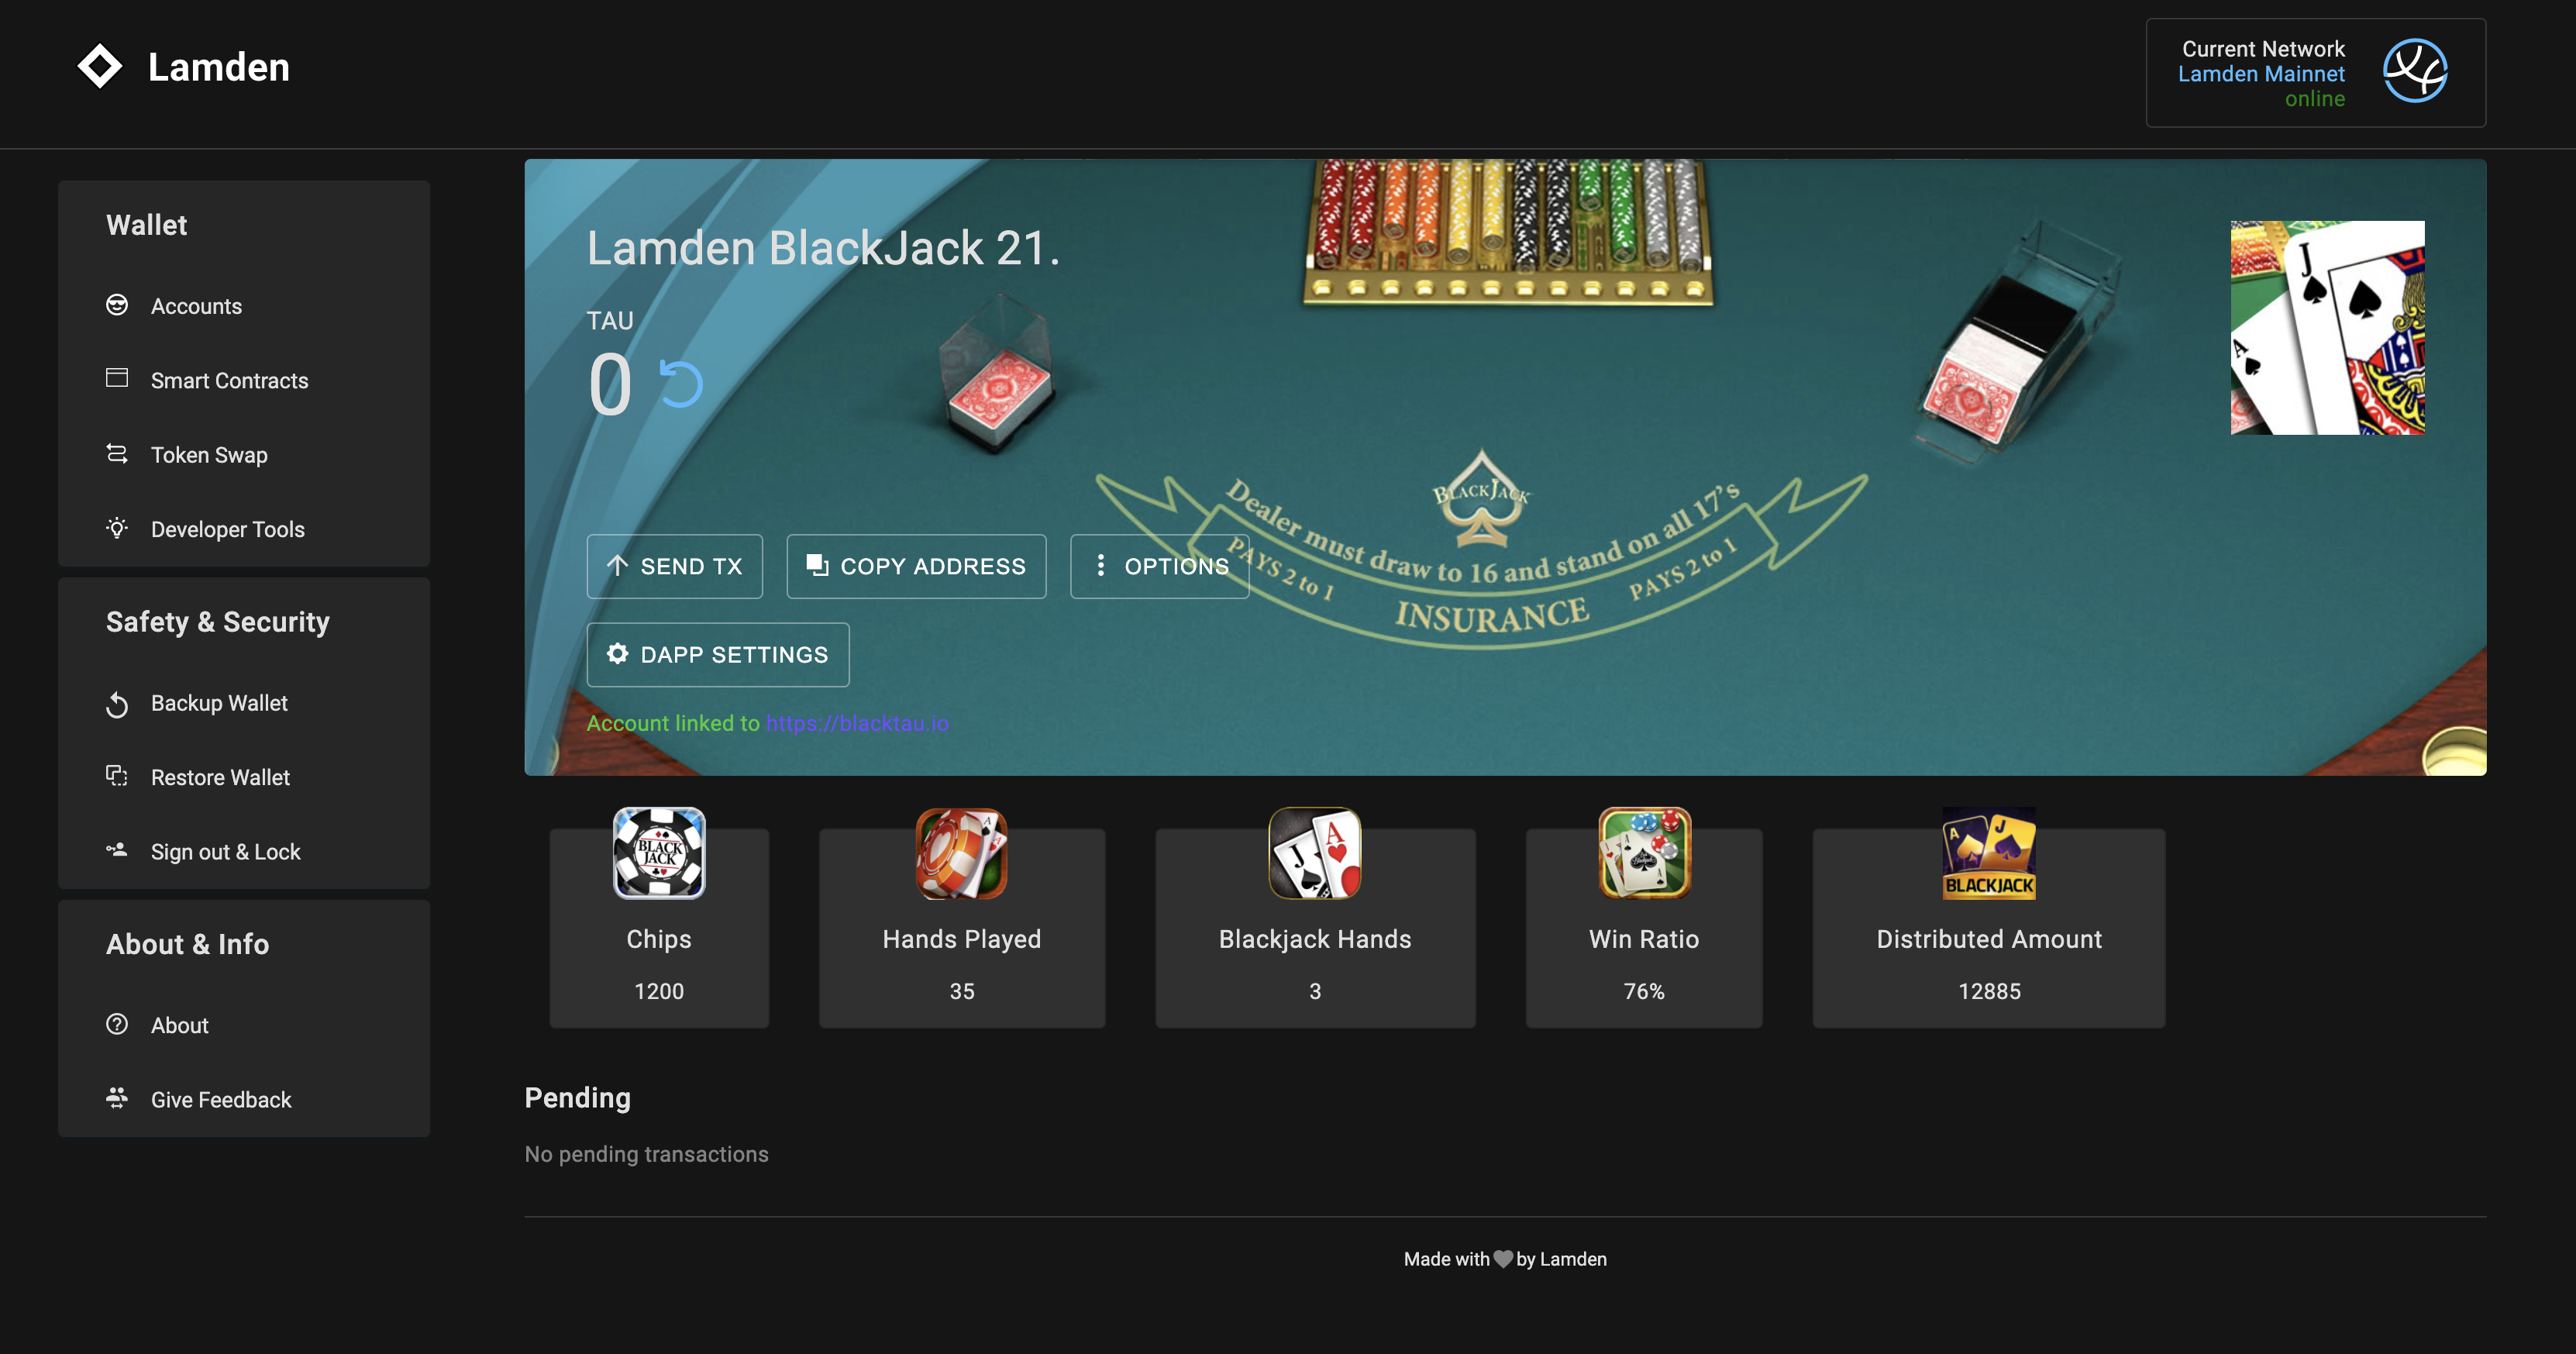 Lamden
Current Network
Lamden Mainnet
online
Wallet
Accounts
Smart Contracts
Token Swap
Developer Tools
Safety & Security
Backup Wallet
Restore Wallet
Sign out & Lock
About & Info
About
Give Feedback
Lamden BlackJack 21.
TAU
0
J
A
BLACKJACK
Dealer must draw to 16 and stand on all 17's
PAYS 2 to 1 INSURANCE PAYS 2 to 1
SEND TX
COPY ADDRESS
OPTIONS
DAPP SETTINGS
Account linked to https://blacktau.io
BLACK
JACK
Chips
1200
A
Hands Played
35
J A
Blackjack Hands
3
A
Win Ratio
76%
A J
BLACKJACK
Distributed Amount
12885
Pending
No pending transactions
Made with by Lamden